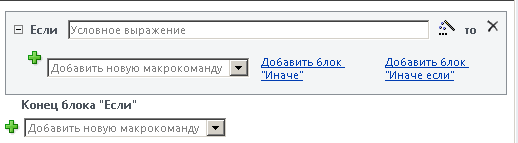 Если Условное выражение то
Добавить новую макрокоманду Добавить блок "Иначе" Добавить блок "Иначе если"
Конец блока "Если"
Добавить новую макрокоманду